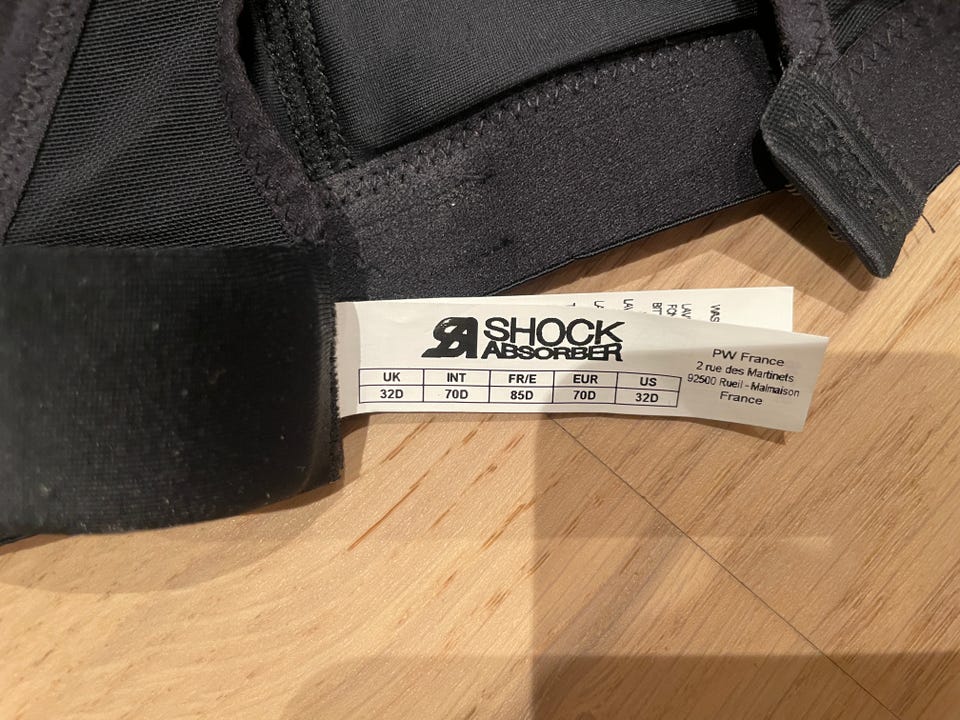 SA SHOCK
ABSORBER
UK INT FR/E EUR US
32D 70D 85D 70D 32D
PW France
2 rue des Martinets
92500 Rueil - Malmaison
France